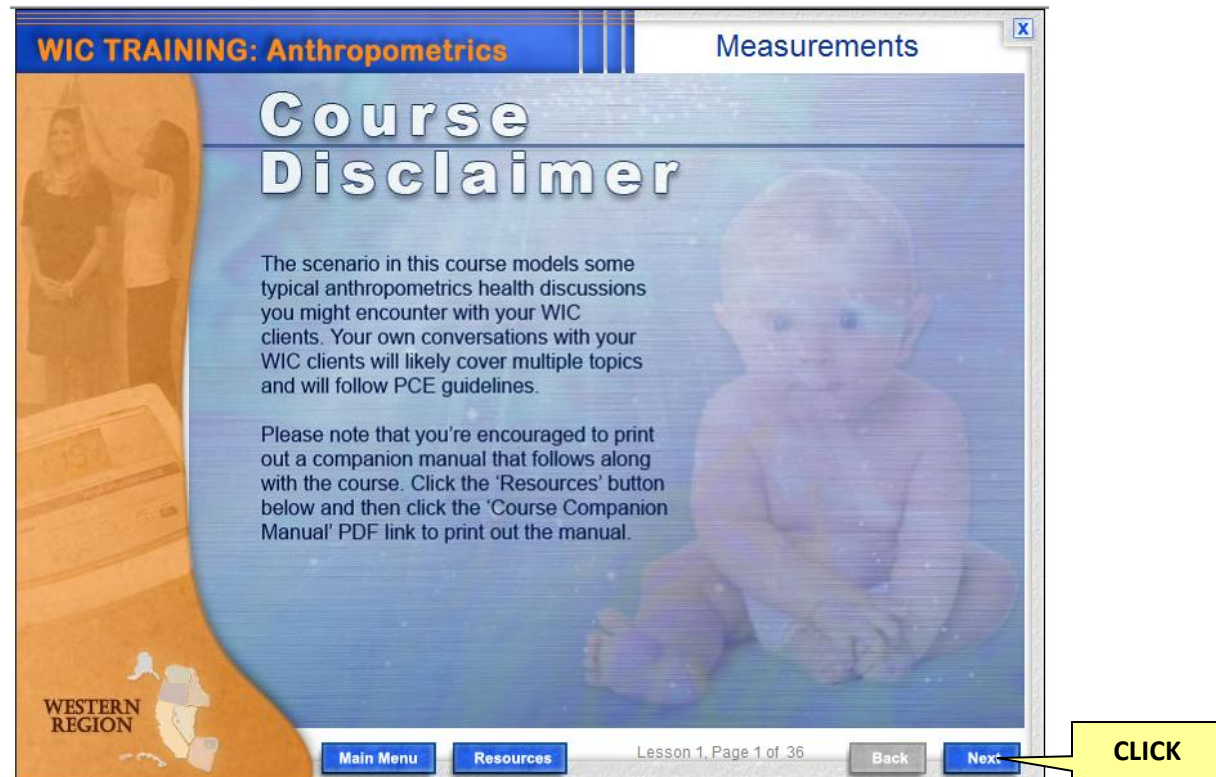 WIC TRAINING: Anthropometrics
Measurements
X
Course
Disclaimer
The scenario in this course models some
typical anthropometrics health discussions
you might encounter with your WIC
clients. Your own conversations with your
WIC clients will likely cover multiple topics
and will follow PCE guidelines.
Please note that you're encouraged to print
out a companion manual that follows along
with the course. Click the 'Resources' button
below and then click the 'Course Companion
Manual' PDF link to print out the manual.
WESTERN
REGION
Main Menu
Resources
Lesson 1, Page 1 of 36
Back
Next
CLICK